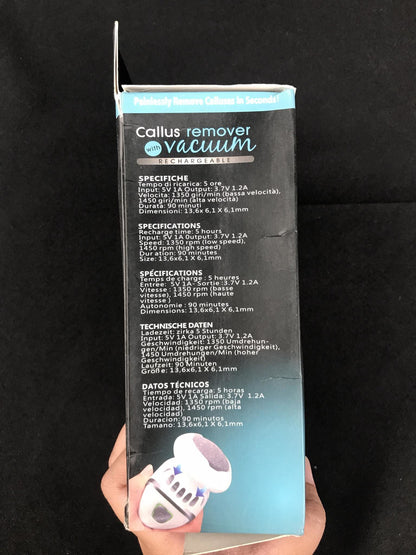 Painlessly Remove Calluses in Seconds!
Callus remover
with vacuum
RECHARGEABLE
SPECIFICHE
Tempo di ricarica: 5 ore
Input: 5V 1A Output: 3.7V 1.2A
Velocita: 1350 giri/min (bassa velocità),
1450 giri/min (alta velocità)
Durata: 90 minuti
Dimensioni: 13,6x6,1 X 6,1mm
SPECIFICATIONS
Recharge time: 5 hours
Input: 5V 1A Output: 3.7V 1.2A
Speed: 1350 rpm (low speed),
1450 rpm (high speed)
Duration: 90 minutes
Size: 13,6x6,1 X 6,1mm
SPÉCIFICATIONS
Temps de charge : 5 heures
Entrée: 5V 1A- Sortie :3.7V 1.2A
Vitesse : 1350 rpm (basse
vitesse), 1450 rpm (haute
vitesse )
Autonomie : 90 minutes
Dimensions : 13,6x6,1 X 6,1mm
TECHNISCHE DATEN
Ladezeit: zirka 5 Stunden
Input: 5V 1A Output: 3.7V 1.2A
Geschwindigkeit: 1350 Umdrehun-
gen/Min (niedriger Geschwindigkeit),
1450 Umdrehungen/Min (hoher
Geschwindigkeit)
Laufzeit: 90 Minuten
Größe : 13,6x6,1 X 6,1mm
DATOS TÉCNICOS
Tiempo de recarga: 5 horas
Entrada: 5V 1A Salida: 3.7V 1.2A
Velocidad: 1350 rpm (baja
velocidad), 1450 rpm (alta
velocidad)
Duracion: 90 minutos
Tamano: 13,6x6,1 X 6,1mm